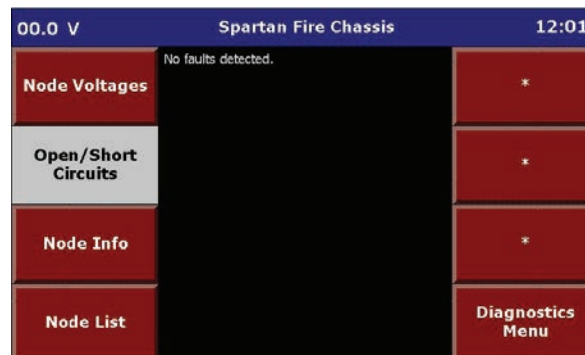 00.0 V
Spartan Fire Chassis
12:01
Node Voltages
No faults detected.
*
Open/Short
Circuits
*
Node Info
*
Node List
Diagnostics
Menu